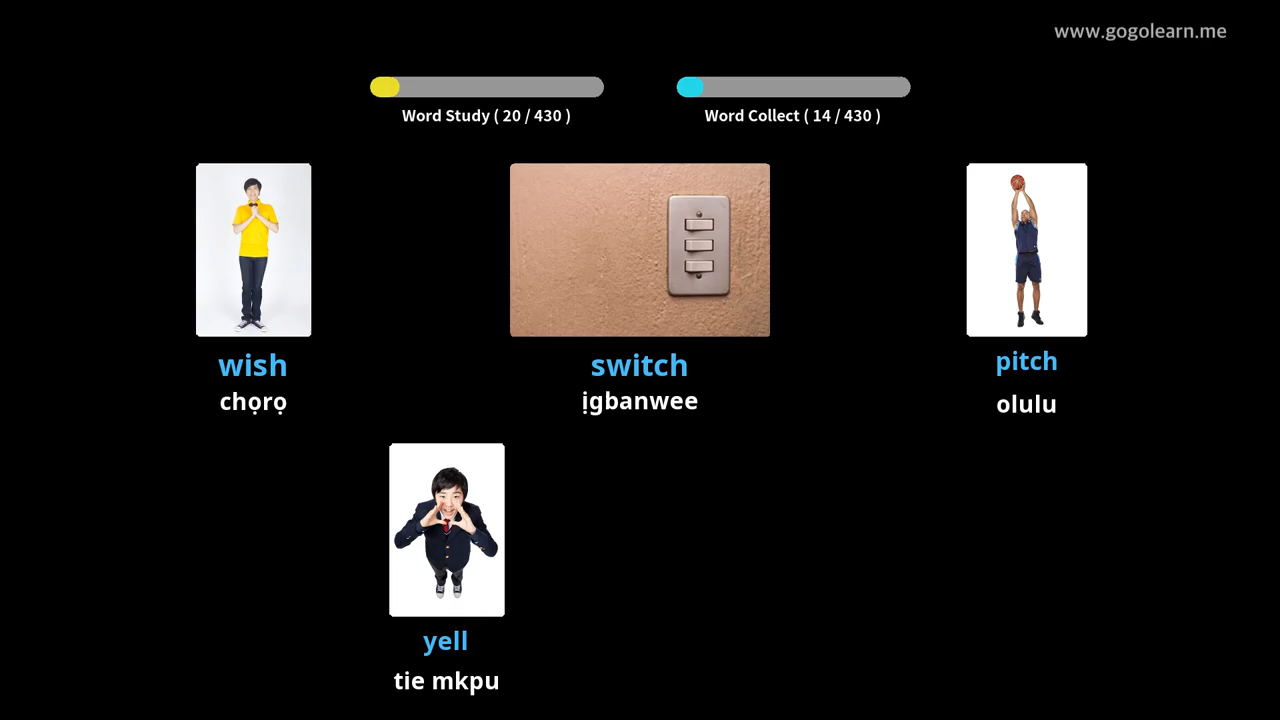 www.gogolearn.me
Word Study ( 20 / 430 )
Word Collect ( 14 / 430 )
wish
chọrọ
switch
ịgbanwee
pitch
olulu
yell
tie mkpu